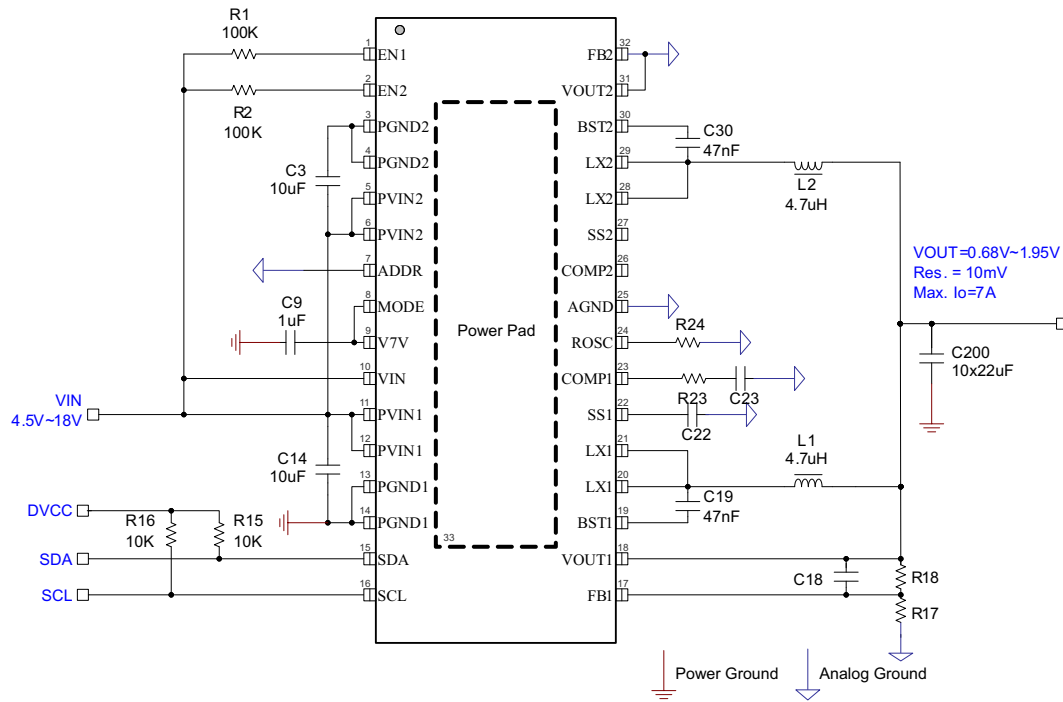 R1
100K
R2
100K
C3
10uF
C9
1uF
VIN
4.5V~18V
C14
10uF
DVCC
R16
10K
R15
10K
SDA
SCL
1
EN1
2
EN2
3
PGND2
4
PGND2
5
PVIN2
6
PVIN2
7
ADDR
8
MODE
9
V7V
10
VIN
11
PVIN1
12
PVIN1
13
PGND1
14
PGND1
15
SDA
16
SCL
Power Pad
33
32
FB2
31
VOUT2
30
BST2
29
LX2
28
LX2
27
SS2
26
COMP2
25
AGND
24
ROSC
23
COMP1
22
SS1
21
LX1
20
LX1
19
BST1
18
VOUT1
17
FB1
C30
47nF
L2
4.7uH
VOUT=0.68V~1.95V
Res. = 10mV
Max. Io=7A
R24
C200
10x22uF
R23
C23
C22
L1
4.7uH
C19
47nF
C18
R18
R17
Power Ground
Analog Ground